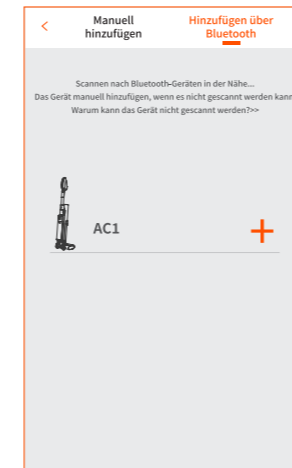 Manuell
hinzufügen
Hinzufügen über
Bluetooth
Scannen nach Bluetooth-Geräten in der Nähe...
Das Gerät manuell hinzufügen, wenn es nicht gescannt werden kann
Warum kann das Gerät nicht gescannt werden?>>
AC1